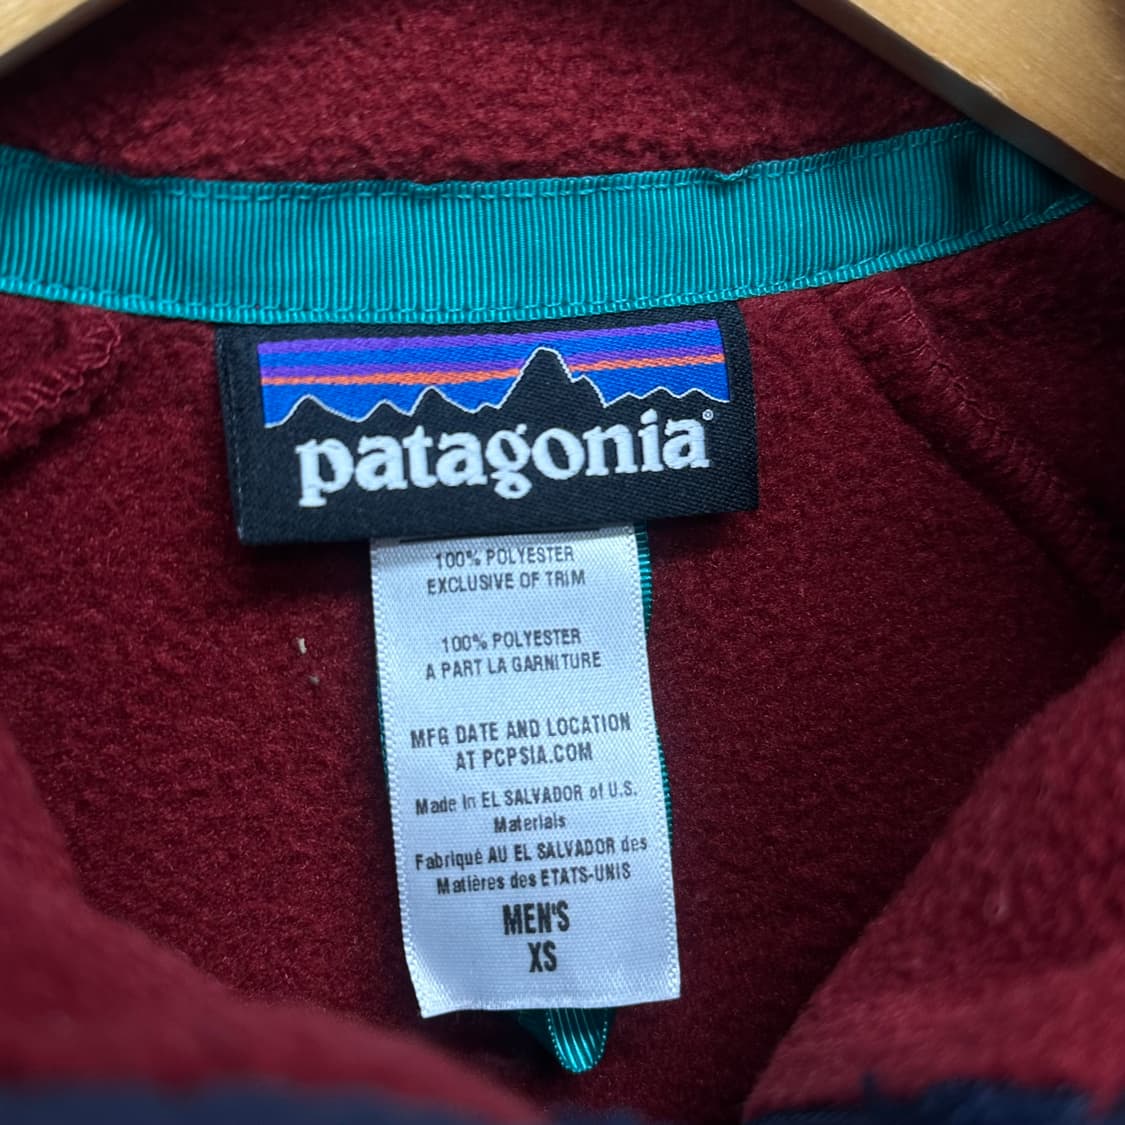 patagonia®
100% POLYESTER
EXCLUSIVE OF TRIM
100% POLYESTER
A PART LA GARNITURE
MFG DATE AND LOCATION
AT PCPSIA.COM
Made in EL SALVADOR of U.S.
Materials
Fabriqué AU EL SALVADOR des
Matières des ETATS-UNIS
MEN'S
XS